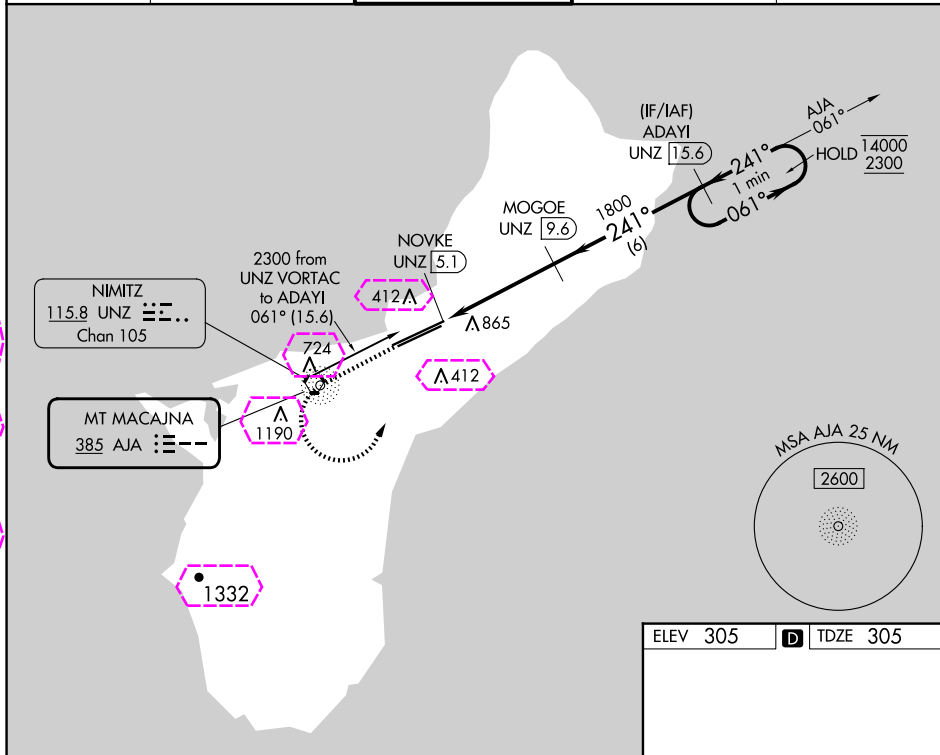 (IF/IAF)
ADAYI
UNZ 15.6
AJA
061°
HOLD
14000
2300
241°
1 min
061°
MOGOE
UNZ 9.6
1800
241°
(6)
NOVKE
UNZ 5.1
2300 from
UNZ VORTAC
to ADAYI
061° (15.6)
412
865
NIMITZ
115.8 UNZ
Chan 105
724
412
MT MACAJNA
385 AJA
1190
MSA AJA 25 NM
2600
1332
ELEV 305 D TDZE 305